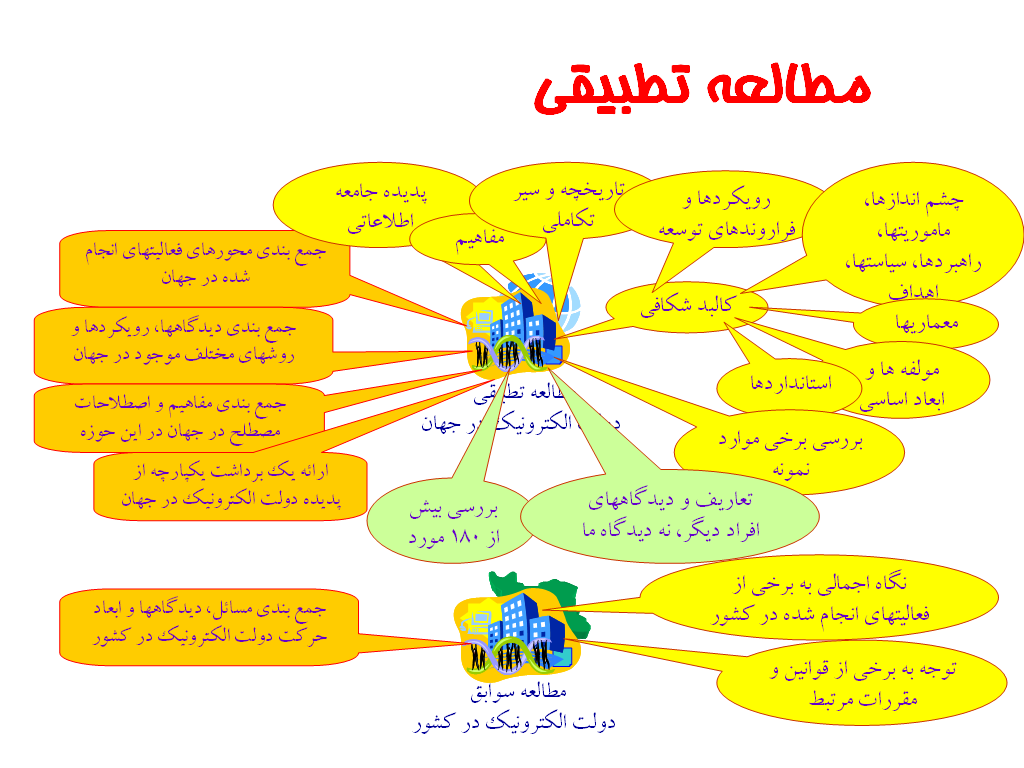 مطالعه تطبیقی
پدیده جامعه
اطلاعاتی
مفاهیم
تاریخچه و سیر
تکاملی
رویکردها و
فراروندهای توسعه
چشم اندازها،
ماموریتها،
راهبردها، سیاستها،
اهداف
کالبد شکافی
معماریها
مولفه ها و
ابعاد اساسی
استانداردها
بررسی برخی موارد
نمونه
جمع بندی محورهای فعالیتهای انجام
شده در جهان
جمع بندی دیدگاهها، رویکردها و
روشهای مختلف موجود در جهان
جمع بندی مفاهیم و اصطلاحات
مصطلح در جهان در این حوزه
ارائه یک برداشت یکپارچه از
پدیده دولت الکترونیک در جهان
مطالعه تطبیقی
دولت الکترونیک در جهان
تعاریف و دیدگاههای
افراد دیگر، نه دیدگاه ما
بررسی بیش
از ۱۸۰ مورد
نگاه اجمالی به برخی از
فعالیتهای انجام شده در کشور
توجه به برخی از قوانین و
مقررات مرتبط
جمع بندی مسائل، دیدگاهها و ابعاد
حرکت دولت الکترونیک در کشور
مطالعه سوابق
دولت الکترونیک در کشور